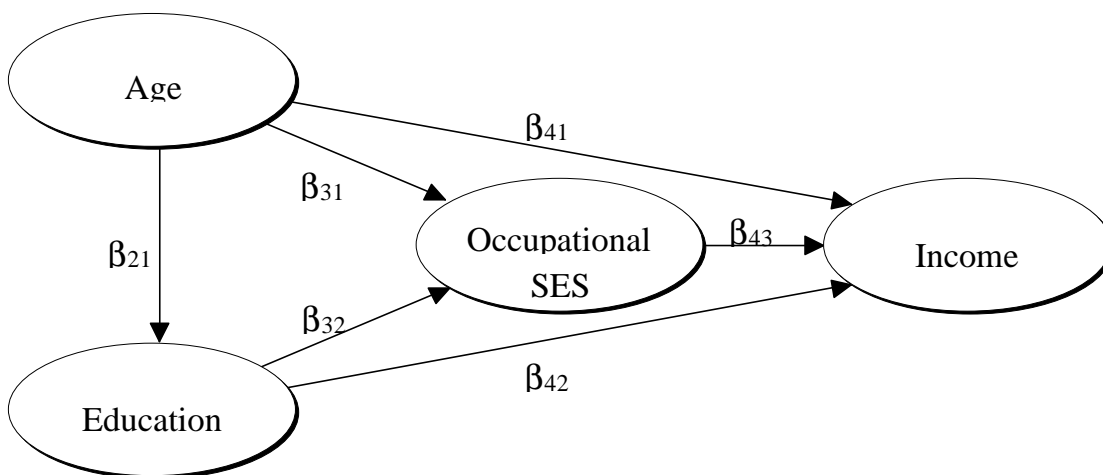 Age
β41
β31
Occupational
SES
β43
Income
β21
β32
β42
Education